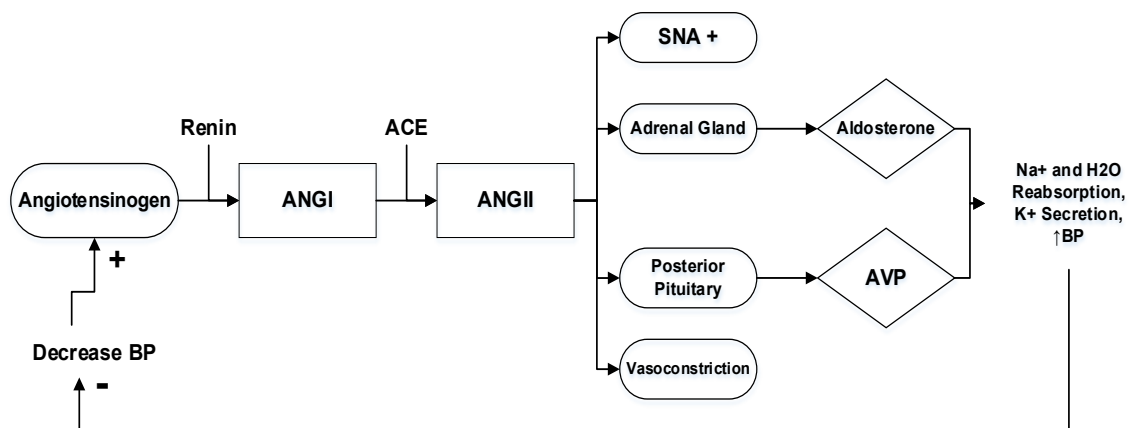 SNA +
Renin
ACE
Adrenal Gland
Aldosterone
Angiotensinogen
ANGI
ANGII
Na+ and H2O
Reabsorption,
K+ Secretion,
↑BP
+
Posterior
Pituitary
AVP
Decrease BP
-
Vasoconstriction